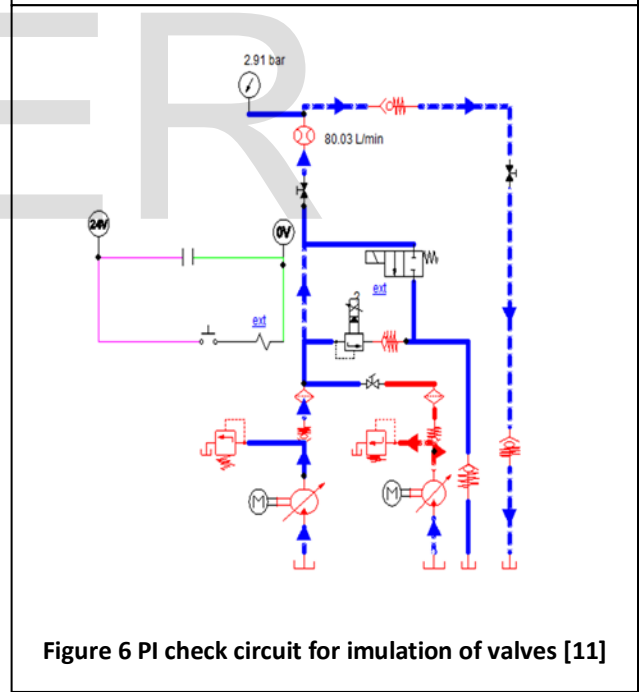 ER
2.91 bar
80.03 L/min
24V
0V
ext
ext
M
M
Figure 6 PI check circuit for imulation of valves [11]